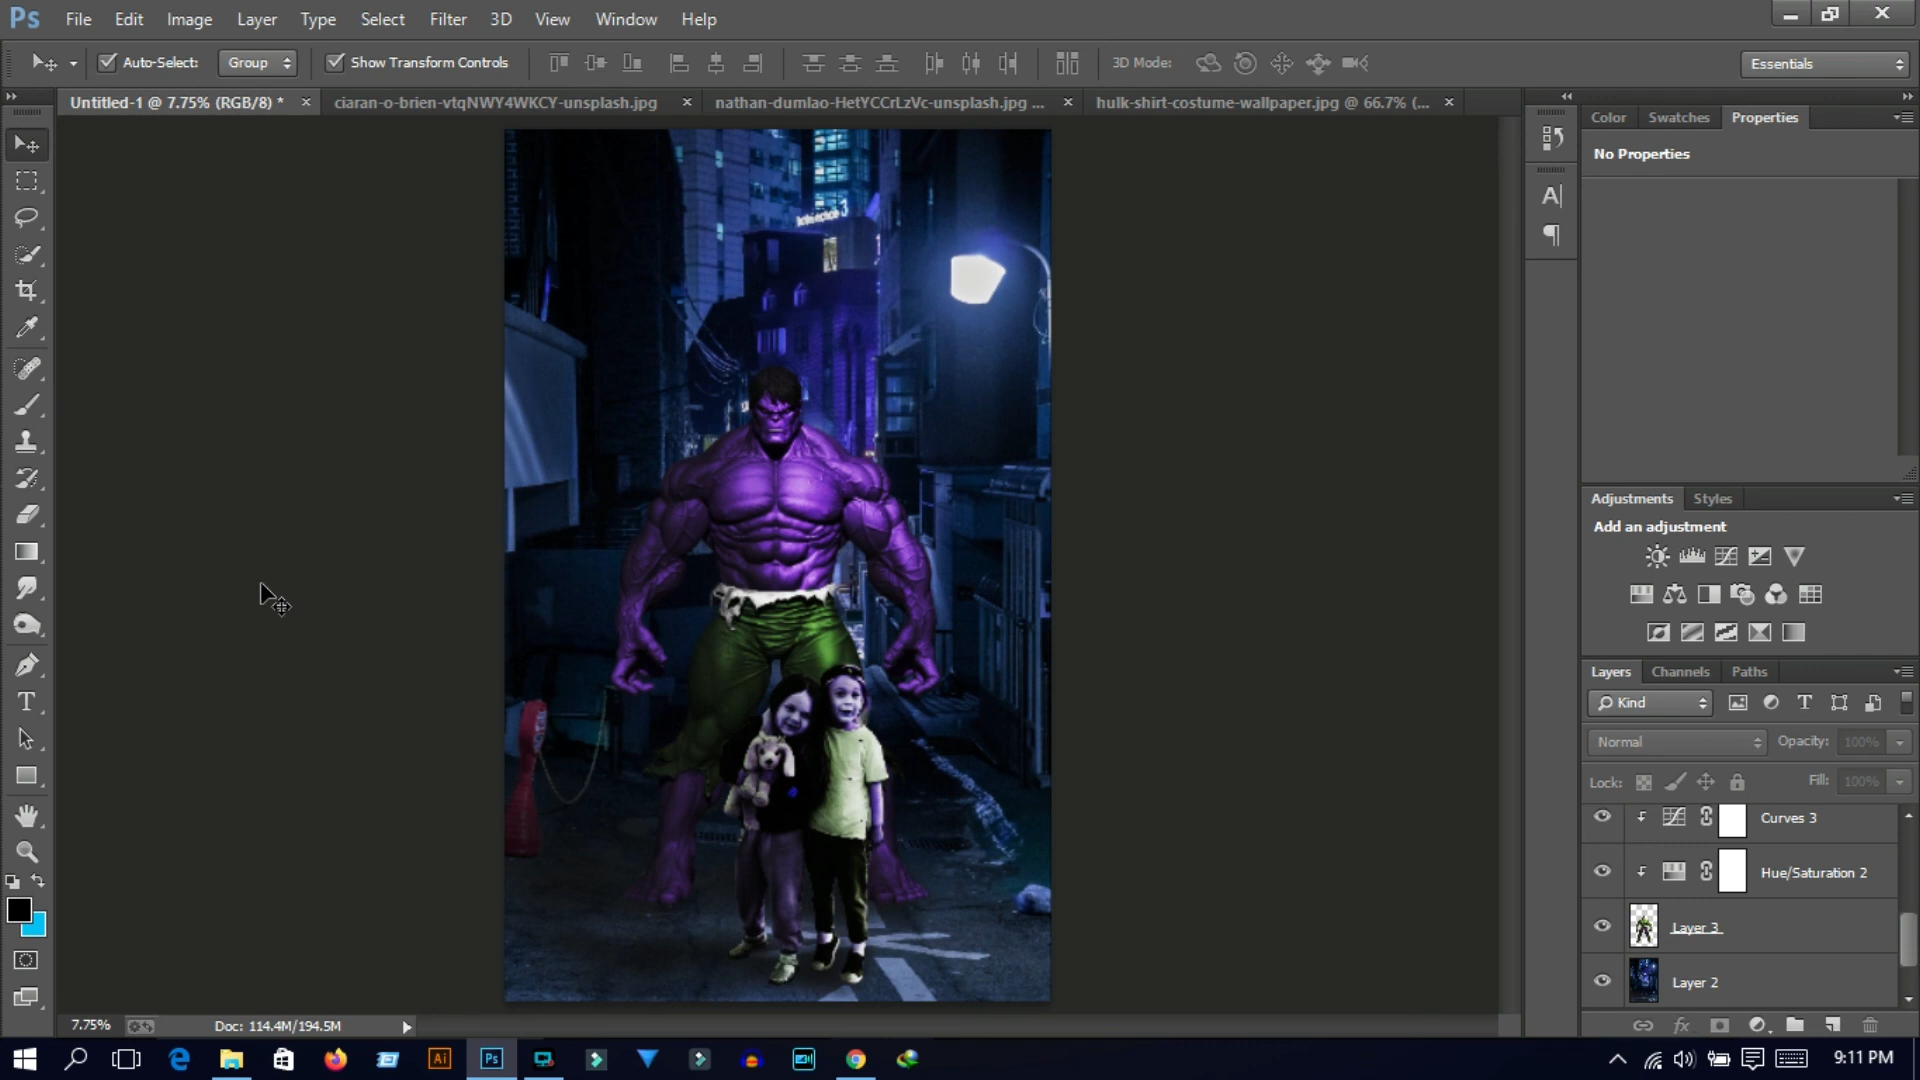 Ps File Edit Image Layer Type Select Filter 3D View Window Help
Auto-Select: Group Show Transform Controls 3D Mode: Essentials
Untitled-1 @ 7.75% (RGB/8) * × ciaran-o-brien-vtqNWY4WKCY-unsplash.jpg × nathan-dumlao-HetYCCrLzVc-unsplash.jpg ... × hulk-shirt-costume-wallpaper.jpg @ 66.7% (... ×
Color Swatches Properties
No Properties
Adjustments Styles
Add an adjustment
Layers Channels Paths
Kind
Normal Opacity: 100%
Lock: Fill: 100%
Curves 3
Hue/Saturation 2
Layer 3
Layer 2
7.75% Doc: 114.4M/194.5M
Ai Ps 9:11 PM